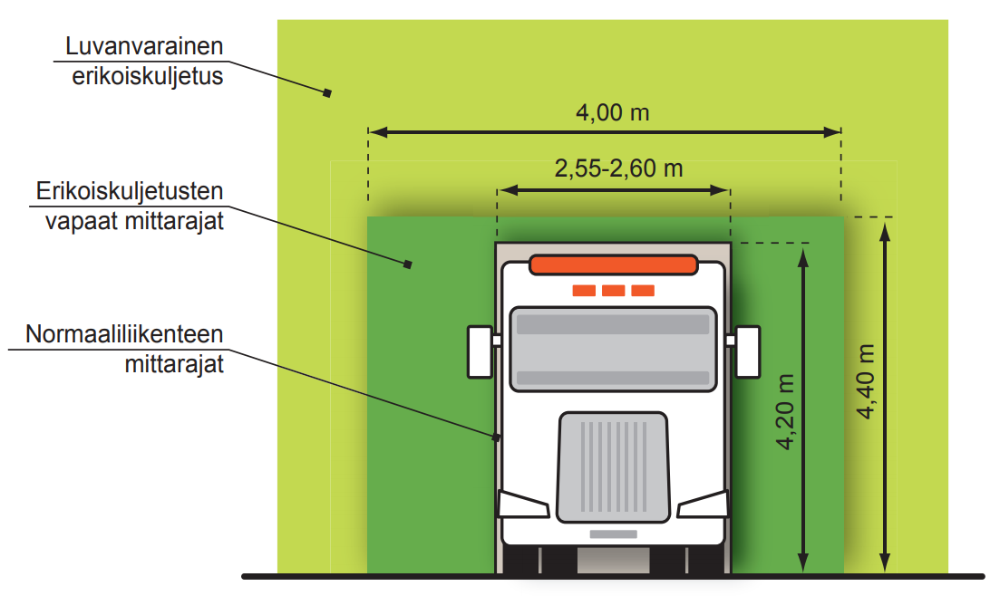 Luvanvarainen
erikoiskuljetus
4,00 m
2,55-2,60 m
Erikoiskuljetusten
vapaat mittarajat
Normaaliliikenteen
mittarajat
4,20 m
4,40 m